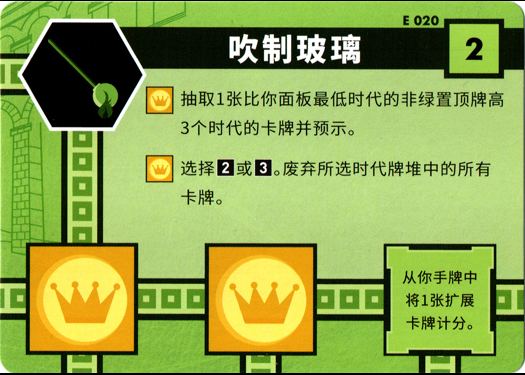 E 020
吹制玻璃
2
抽取1张比你面板最低时代的非绿置顶牌高
3个时代的卡牌并预示。
选择2或3。废弃所选时代牌堆中的所有
卡牌。
从你手牌中
将1张扩展
卡牌计分。